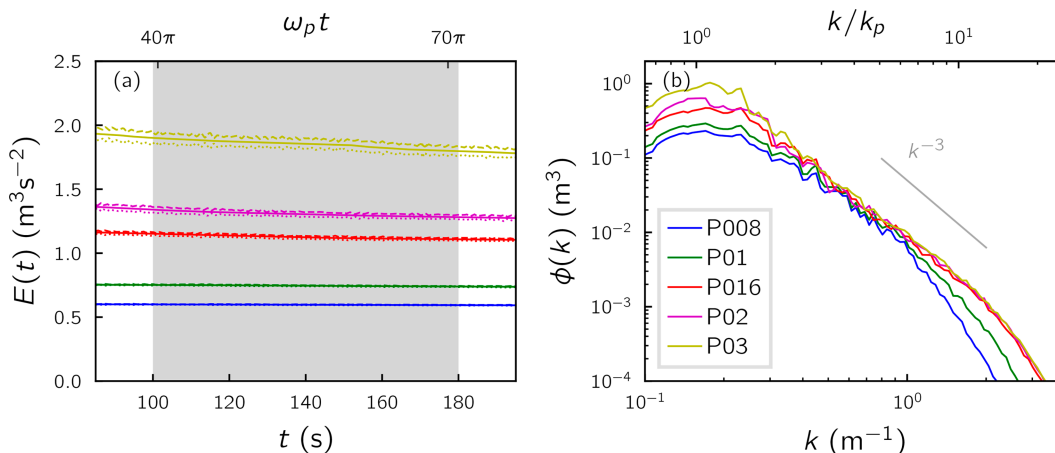 ωₚt
40π 70π
(a)
E(t) (m³s⁻²)
2.5
2.0
1.5
1.0
0.5
0.0
100 120 140 160 180
t (s)
k/kₚ
10⁰ 10¹
(b)
k⁻³
ϕ(k) (m³)
10⁰
10⁻¹
10⁻²
10⁻³
10⁻⁴
P008
P01
P016
P02
P03
10⁻¹ 10⁰
k (m⁻¹)